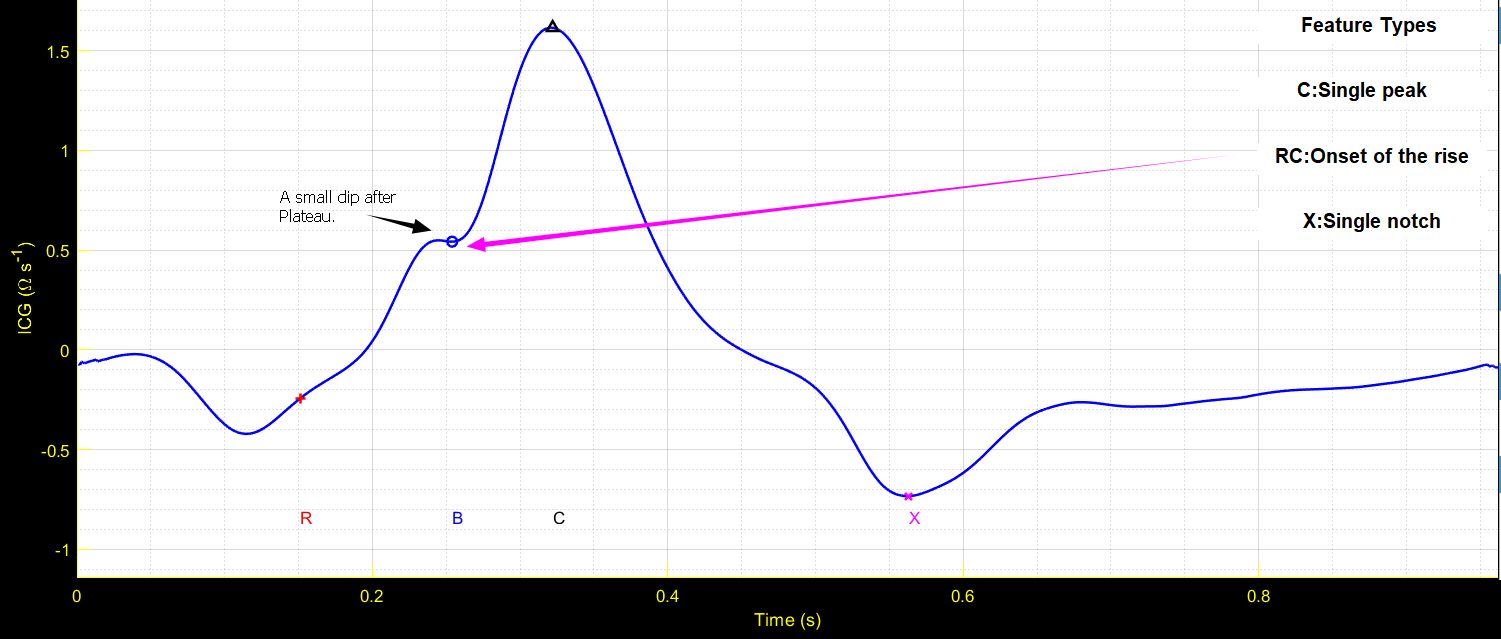 Feature Types
C:Single peak
RC:Onset of the rise
X:Single notch
A small dip after
Plateau.
ICG (Ω s⁻¹)
1.5
1
0.5
0
-0.5
-1
R
B
C
X
0
0.2
0.4
0.6
0.8
Time (s)